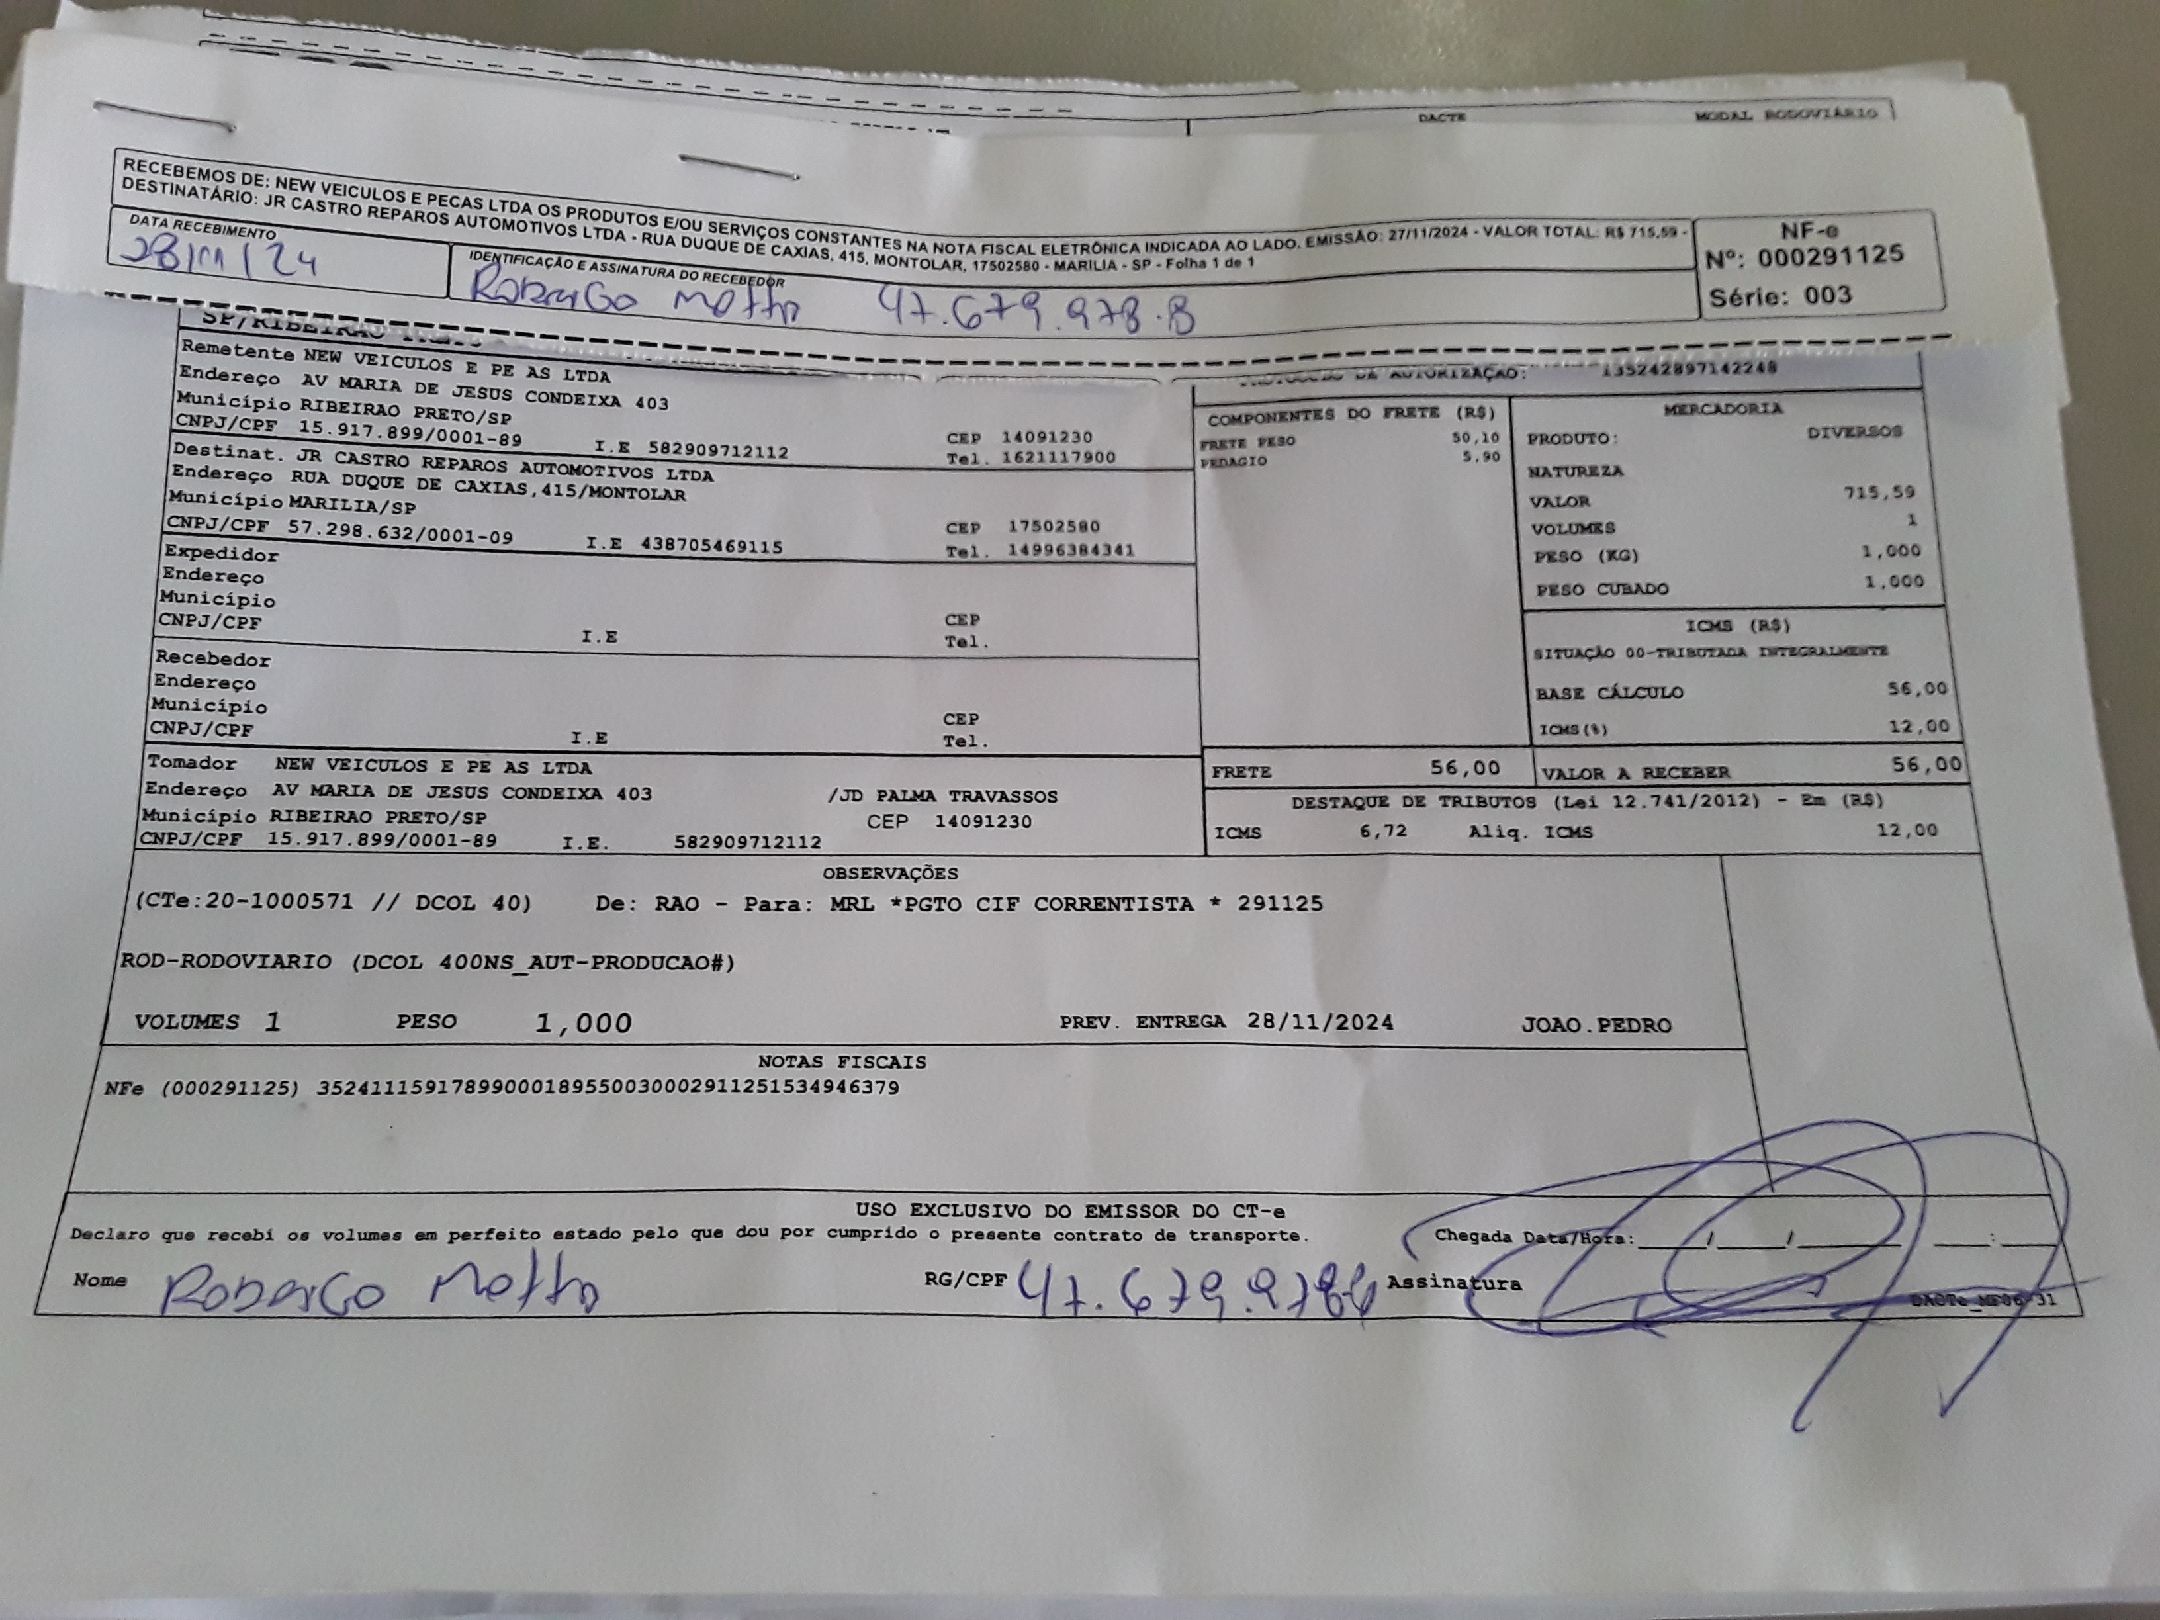 DACTE MODAL RODOVIÁRIO
RECEBEMOS DE: NEW VEICULOS E PECAS LTDA OS PRODUTOS E/OU SERVIÇOS CONSTANTES NA NOTA FISCAL ELETRÔNICA INDICADA AO LADO. EMISSÃO: 27/11/2024 - VALOR TOTAL: R$ 715,59 -
DESTINATÁRIO: JR CASTRO REPAROS AUTOMOTIVOS LTDA - RUA DUQUE DE CAXIAS, 415, MONTOLAR, 17502580 - MARILIA - SP - Folha 1 de 1
NF-e
Nº: 000291125
Série: 003
DATA RECEBIMENTO
28/11/24
IDENTIFICAÇÃO E ASSINATURA DO RECEBEDOR
Motta 47.679.978.8
SP/RIBEIRAO PRETO
PROTOCOLO DE AUTORIZAÇÃO: 135242897142248
Remetente NEW VEICULOS E PE AS LTDA
Endereço AV MARIA DE JESUS CONDEIXA 403
Município RIBEIRAO PRETO/SP CEP 14091230
CNPJ/CPF 15.917.899/0001-89 I.E 582909712112 Tel. 1621117900
Destinat. JR CASTRO REPAROS AUTOMOTIVOS LTDA
Endereço RUA DUQUE DE CAXIAS,415/MONTOLAR
Município MARILIA/SP CEP 17502580
CNPJ/CPF 57.298.632/0001-09 I.E 438705469115 Tel. 14996384341
Expedidor
Endereço
Município CEP
CNPJ/CPF I.E Tel.
Recebedor
Endereço
Município CEP
CNPJ/CPF I.E Tel.
Tomador NEW VEICULOS E PE AS LTDA
Endereço AV MARIA DE JESUS CONDEIXA 403 /JD PALMA TRAVASSOS
Município RIBEIRAO PRETO/SP CEP 14091230
CNPJ/CPF 15.917.899/0001-89 I.E. 582909712112
COMPONENTES DO FRETE (R$)
FRETE PESO 50,10
PEDAGIO 5,90
MERCADORIA
PRODUTO: DIVERSOS
NATUREZA
VALOR 715,59
VOLUMES 1
PESO (KG) 1,000
PESO CUBADO 1,000
ICMS (R$)
SITUAÇÃO 00-TRIBUTADA INTEGRALMENTE
BASE CÁLCULO 56,00
ICMS(%) 12,00
FRETE 56,00 VALOR A RECEBER 56,00
DESTAQUE DE TRIBUTOS (Lei 12.741/2012) - Em (R$)
ICMS 6,72 Aliq. ICMS 12,00
OBSERVAÇÕES
(CTe:20-1000571 // DCOL 40) De: RAO - Para: MRL *PGTO CIF CORRENTISTA * 291125
ROD-RODOVIARIO (DCOL 400NS_AUT-PRODUCAO#)
VOLUMES 1 PESO 1,000 PREV. ENTREGA 28/11/2024 JOAO.PEDRO
NOTAS FISCAIS
NFe (000291125) 35241115917899000189550030002911251534946379
USO EXCLUSIVO DO EMISSOR DO CT-e
Declaro que recebi os volumes em perfeito estado pelo que dou por cumprido o presente contrato de transporte. Chegada Data/Hora:____/____/______ ___:____
Nome Motta RG/CPF 47.679.978 Assinatura